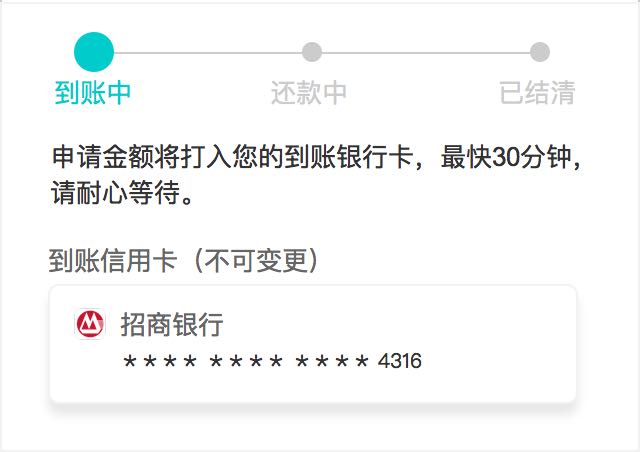 到账中 还款中 已结清
申请金额将打入您的到账银行卡，最快30分钟，
请耐心等待。
到账信用卡（不可变更）
招商银行
**** **** **** 4316